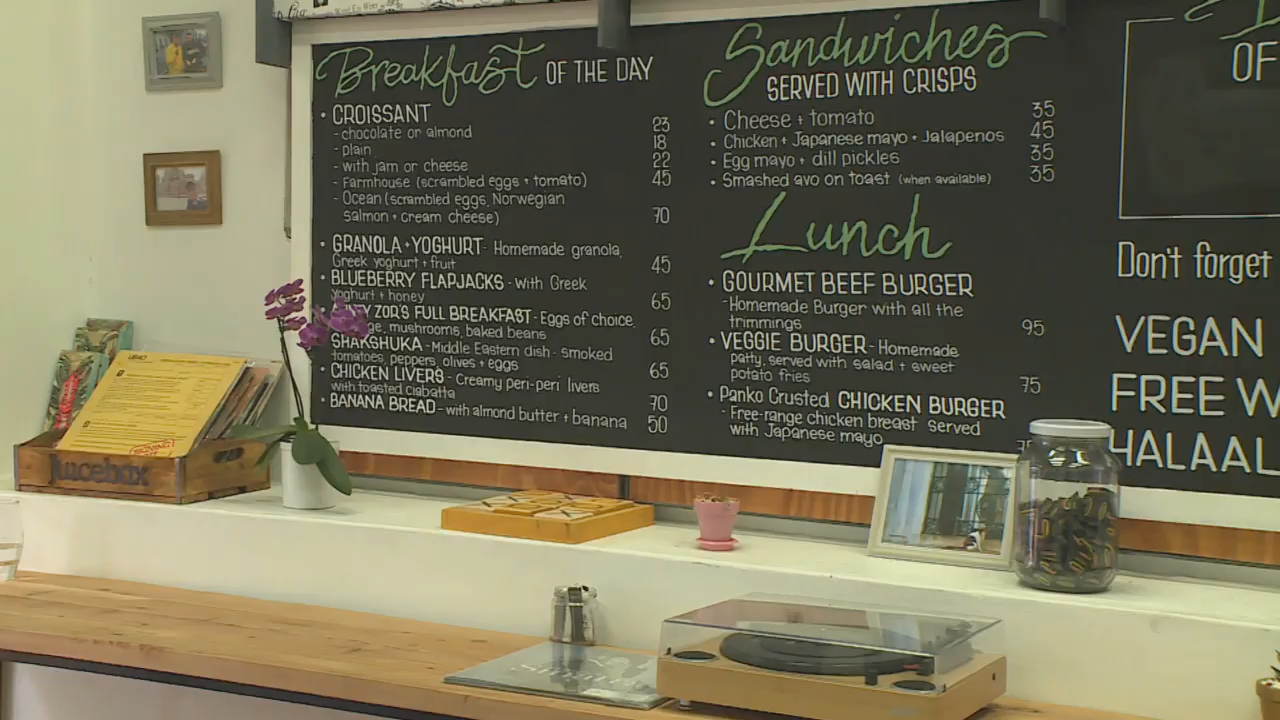 Breakfast OF THE DAY
• CROISSANT
- chocolate or almond 23
- plain 18
- with jam or cheese 22
- Farmhouse (scrambled eggs + tomato) 45
- Ocean (scrambled eggs, Norwegian
salmon + cream cheese) 70
• GRANOLA + YOGHURT - Homemade granola,
Greek yoghurt + fruit 45
• BLUEBERRY FLAPJACKS - with Greek
yoghurt + honey 65
ZOR'S FULL BREAKFAST - Eggs of choice,
mushrooms, baked beans 65
SHAKSHUKA - Middle Eastern dish - smoked
tomatoes, peppers, olives + eggs 65
• CHICKEN LIVERS - Creamy peri-peri livers
with toasted ciabatta 70
• BANANA BREAD - with almond butter + banana 50
Sandwiches
SERVED WITH CRISPS
• Cheese + tomato 35
• Chicken + Japanese mayo + Jalapenos 45
• Egg mayo + dill pickles 35
• Smashed avo on toast (when available) 35
Lunch
• GOURMET BEEF BURGER
- Homemade Burger with all the
trimmings 95
• VEGGIE BURGER - Homemade
patty, served with salad + sweet
potato fries 75
• Panko Crusted CHICKEN BURGER
- Free-range chicken breast served
with Japanese mayo
OF
Don't forget
VEGAN
FREE W
HALAAL
Juicebox